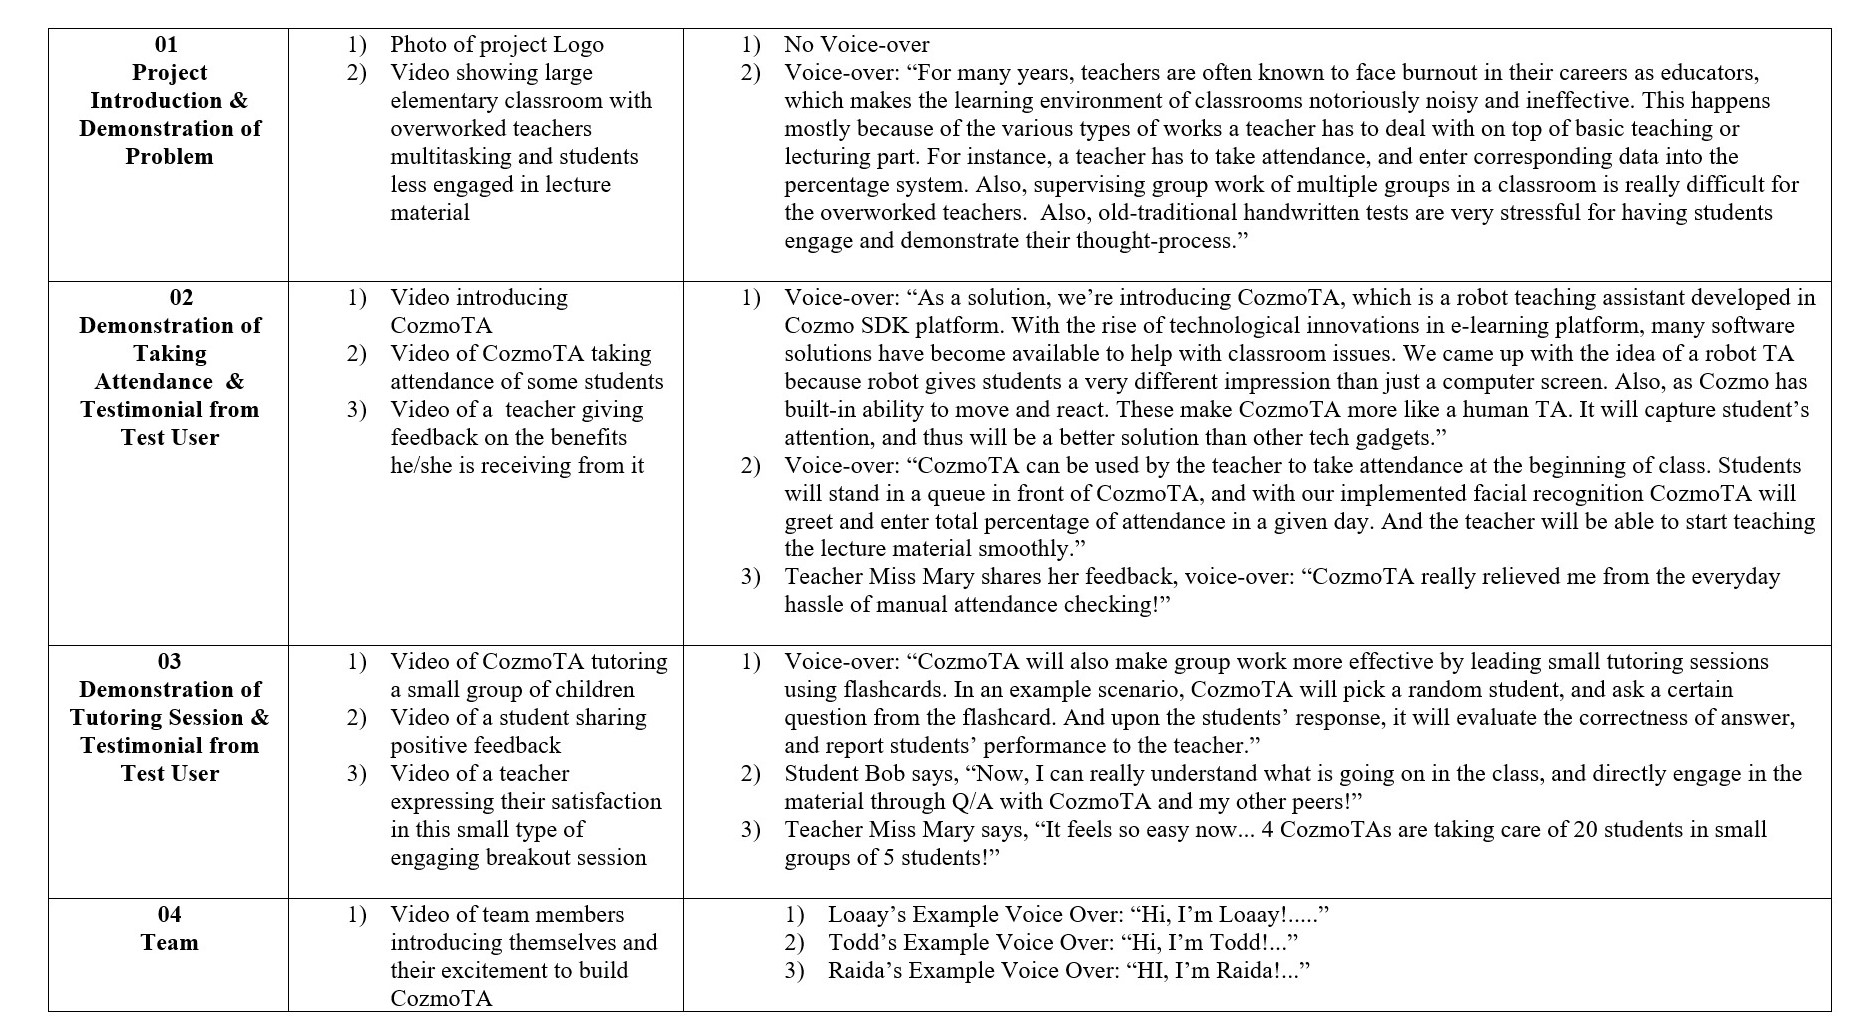 01
Project
Introduction &
Demonstration of
Problem
1) Photo of project Logo
2) Video showing large
elementary classroom with
overworked teachers
multitasking and students
less engaged in lecture
material
1) No Voice-over
2) Voice-over: “For many years, teachers are often known to face burnout in their careers as educators,
which makes the learning environment of classrooms notoriously noisy and ineffective. This happens
mostly because of the various types of works a teacher has to deal with on top of basic teaching or
lecturing part. For instance, a teacher has to take attendance, and enter corresponding data into the
percentage system. Also, supervising group work of multiple groups in a classroom is really difficult for
the overworked teachers.  Also, old-traditional handwritten tests are very stressful for having students
engage and demonstrate their thought-process.”
02
Demonstration of
Taking
Attendance  &
Testimonial from
Test User
1) Video introducing
CozmoTA
2) Video of CozmoTA taking
attendance of some students
3) Video of a  teacher giving
feedback on the benefits
he/she is receiving from it
1) Voice-over: “As a solution, we’re introducing CozmoTA, which is a robot teaching assistant developed in
Cozmo SDK platform. With the rise of technological innovations in e-learning platform, many software
solutions have become available to help with classroom issues. We came up with the idea of a robot TA
because robot gives students a very different impression than just a computer screen. Also, as Cozmo has
built-in ability to move and react. These make CozmoTA more like a human TA. It will capture student’s
attention, and thus will be a better solution than other tech gadgets.”
2) Voice-over: “CozmoTA can be used by the teacher to take attendance at the beginning of class. Students
will stand in a queue in front of CozmoTA, and with our implemented facial recognition CozmoTA will
greet and enter total percentage of attendance in a given day. And the teacher will be able to start teaching
the lecture material smoothly.”
3) Teacher Miss Mary shares her feedback, voice-over: “CozmoTA really relieved me from the everyday
hassle of manual attendance checking!”
03
Demonstration of
Tutoring Session &
Testimonial from
Test User
1) Video of CozmoTA tutoring
a small group of children
2) Video of a student sharing
positive feedback
3) Video of a teacher
expressing their satisfaction
in this small type of
engaging breakout session
1) Voice-over: “CozmoTA will also make group work more effective by leading small tutoring sessions
using flashcards. In an example scenario, CozmoTA will pick a random student, and ask a certain
question from the flashcard. And upon the students’ response, it will evaluate the correctness of answer,
and report students’ performance to the teacher.”
2) Student Bob says, “Now, I can really understand what is going on in the class, and directly engage in the
material through Q/A with CozmoTA and my other peers!”
3) Teacher Miss Mary says, “It feels so easy now... 4 CozmoTAs are taking care of 20 students in small
groups of 5 students!”
04
Team
1) Video of team members
introducing themselves and
their excitement to build
CozmoTA
1) Loaay’s Example Voice Over: “Hi, I’m Loaay!.....”
2) Todd’s Example Voice Over: “Hi, I’m Todd!...”
3) Raida’s Example Voice Over: “HI, I’m Raida!...”